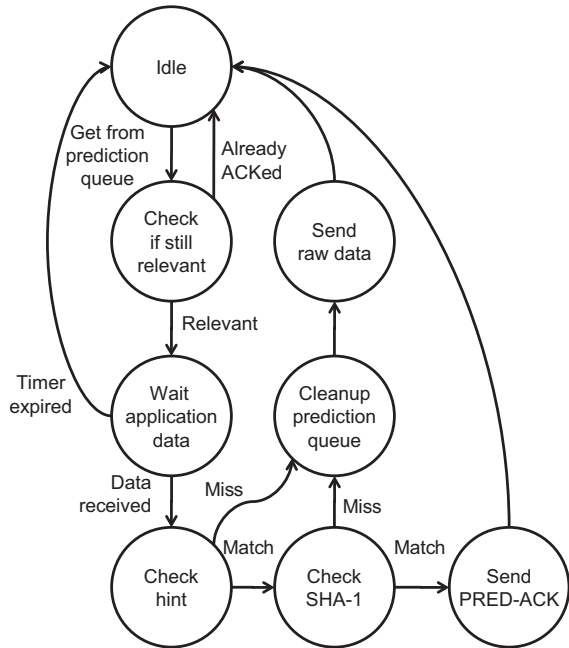 Idle
Get from
prediction
queue
Already
ACKed
Check
if still
relevant
Send
raw data
Relevant
Timer
expired
Wait
application
data
Cleanup
prediction
queue
Data
received
Miss
Miss
Match
Match
Check
hint
Check
SHA-1
Send
PRED-ACK